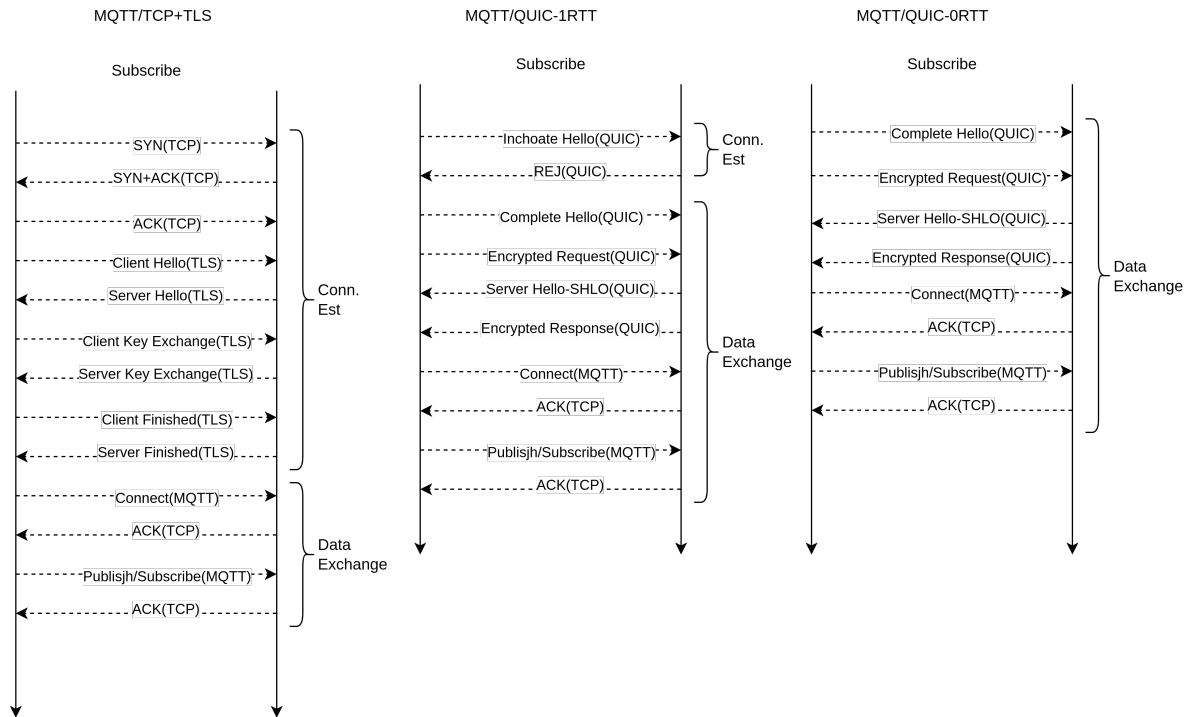 MQTT/TCP+TLS
Subscribe
SYN(TCP)
SYN+ACK(TCP)
ACK(TCP)
Client Hello(TLS)
Server Hello(TLS)
Client Key Exchange(TLS)
Server Key Exchange(TLS)
Client Finished(TLS)
Server Finished(TLS)
Conn.
Est
Connect(MQTT)
ACK(TCP)
Publisjh/Subscribe(MQTT)
ACK(TCP)
Data
Exchange
MQTT/QUIC-1RTT
Subscribe
Inchoate Hello(QUIC)
REJ(QUIC)
Conn.
Est
Complete Hello(QUIC)
Encrypted Request(QUIC)
Server Hello-SHLO(QUIC)
Encrypted Response(QUIC)
Connect(MQTT)
ACK(TCP)
Publisjh/Subscribe(MQTT)
ACK(TCP)
Data
Exchange
MQTT/QUIC-0RTT
Subscribe
Complete Hello(QUIC)
Encrypted Request(QUIC)
Server Hello-SHLO(QUIC)
Encrypted Response(QUIC)
Connect(MQTT)
ACK(TCP)
Publisjh/Subscribe(MQTT)
ACK(TCP)
Data
Exchange